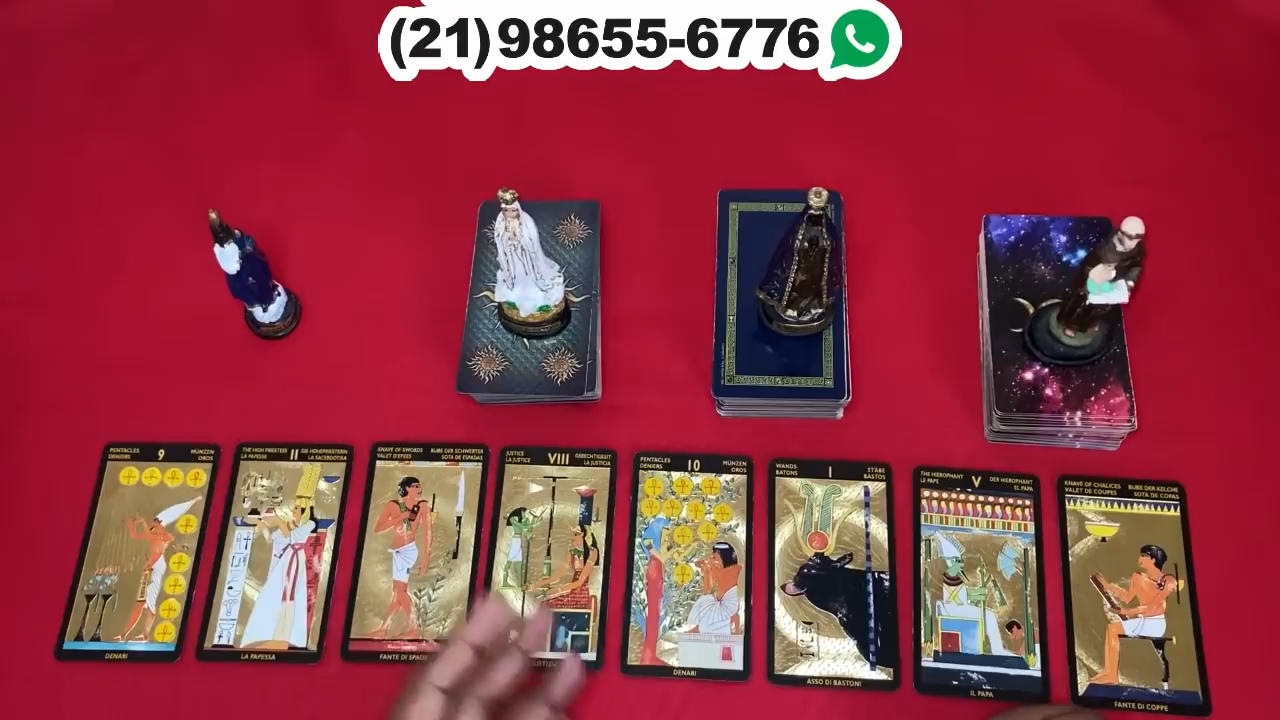 (21)98655-6776
PENTACLES
DENIERS
9
MÜNZEN
OROS
DENARI
THE HIGH PRIESTESS
LA PAPESSE
II
DIE HOHEPRIESTERIN
LA SACERDOTISA
LA PAPESSA
KNAVE OF SWORDS
VALET D'EPEES
BUBE DER SCHWERTER
SOTA DE ESPADAS
FANTE DI SPADE
JUSTICE
LA JUSTICE
VIII
GERECHTIGKEIT
LA JUSTICIA
PENTACLES
DENIERS
10
MÜNZEN
OROS
DENARI
WANDS
BATONS
I
STÄBE
BASTOS
ASSO DI BASTONI
THE HIEROPHANT
LE PAPE
V
DER HIEROPHANT
EL PAPA
IL PAPA
KNAVE OF CHALICES
VALET DE COUPES
BUBE DER KELCHE
SOTA DE COPAS
FANTE DI COPPE